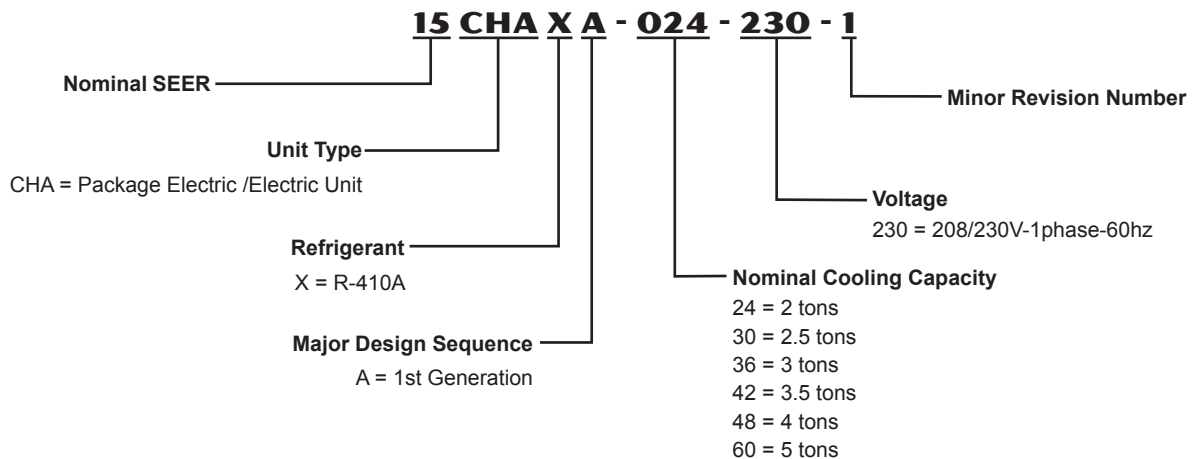 15 CHA X A - 024 - 230 - 1
Nominal SEER
Minor Revision Number
Unit Type
CHA = Package Electric /Electric Unit
Voltage
230 = 208/230V-1phase-60hz
Refrigerant
X = R-410A
Nominal Cooling Capacity
24 = 2 tons
30 = 2.5 tons
36 = 3 tons
42 = 3.5 tons
48 = 4 tons
60 = 5 tons
Major Design Sequence
A = 1st Generation